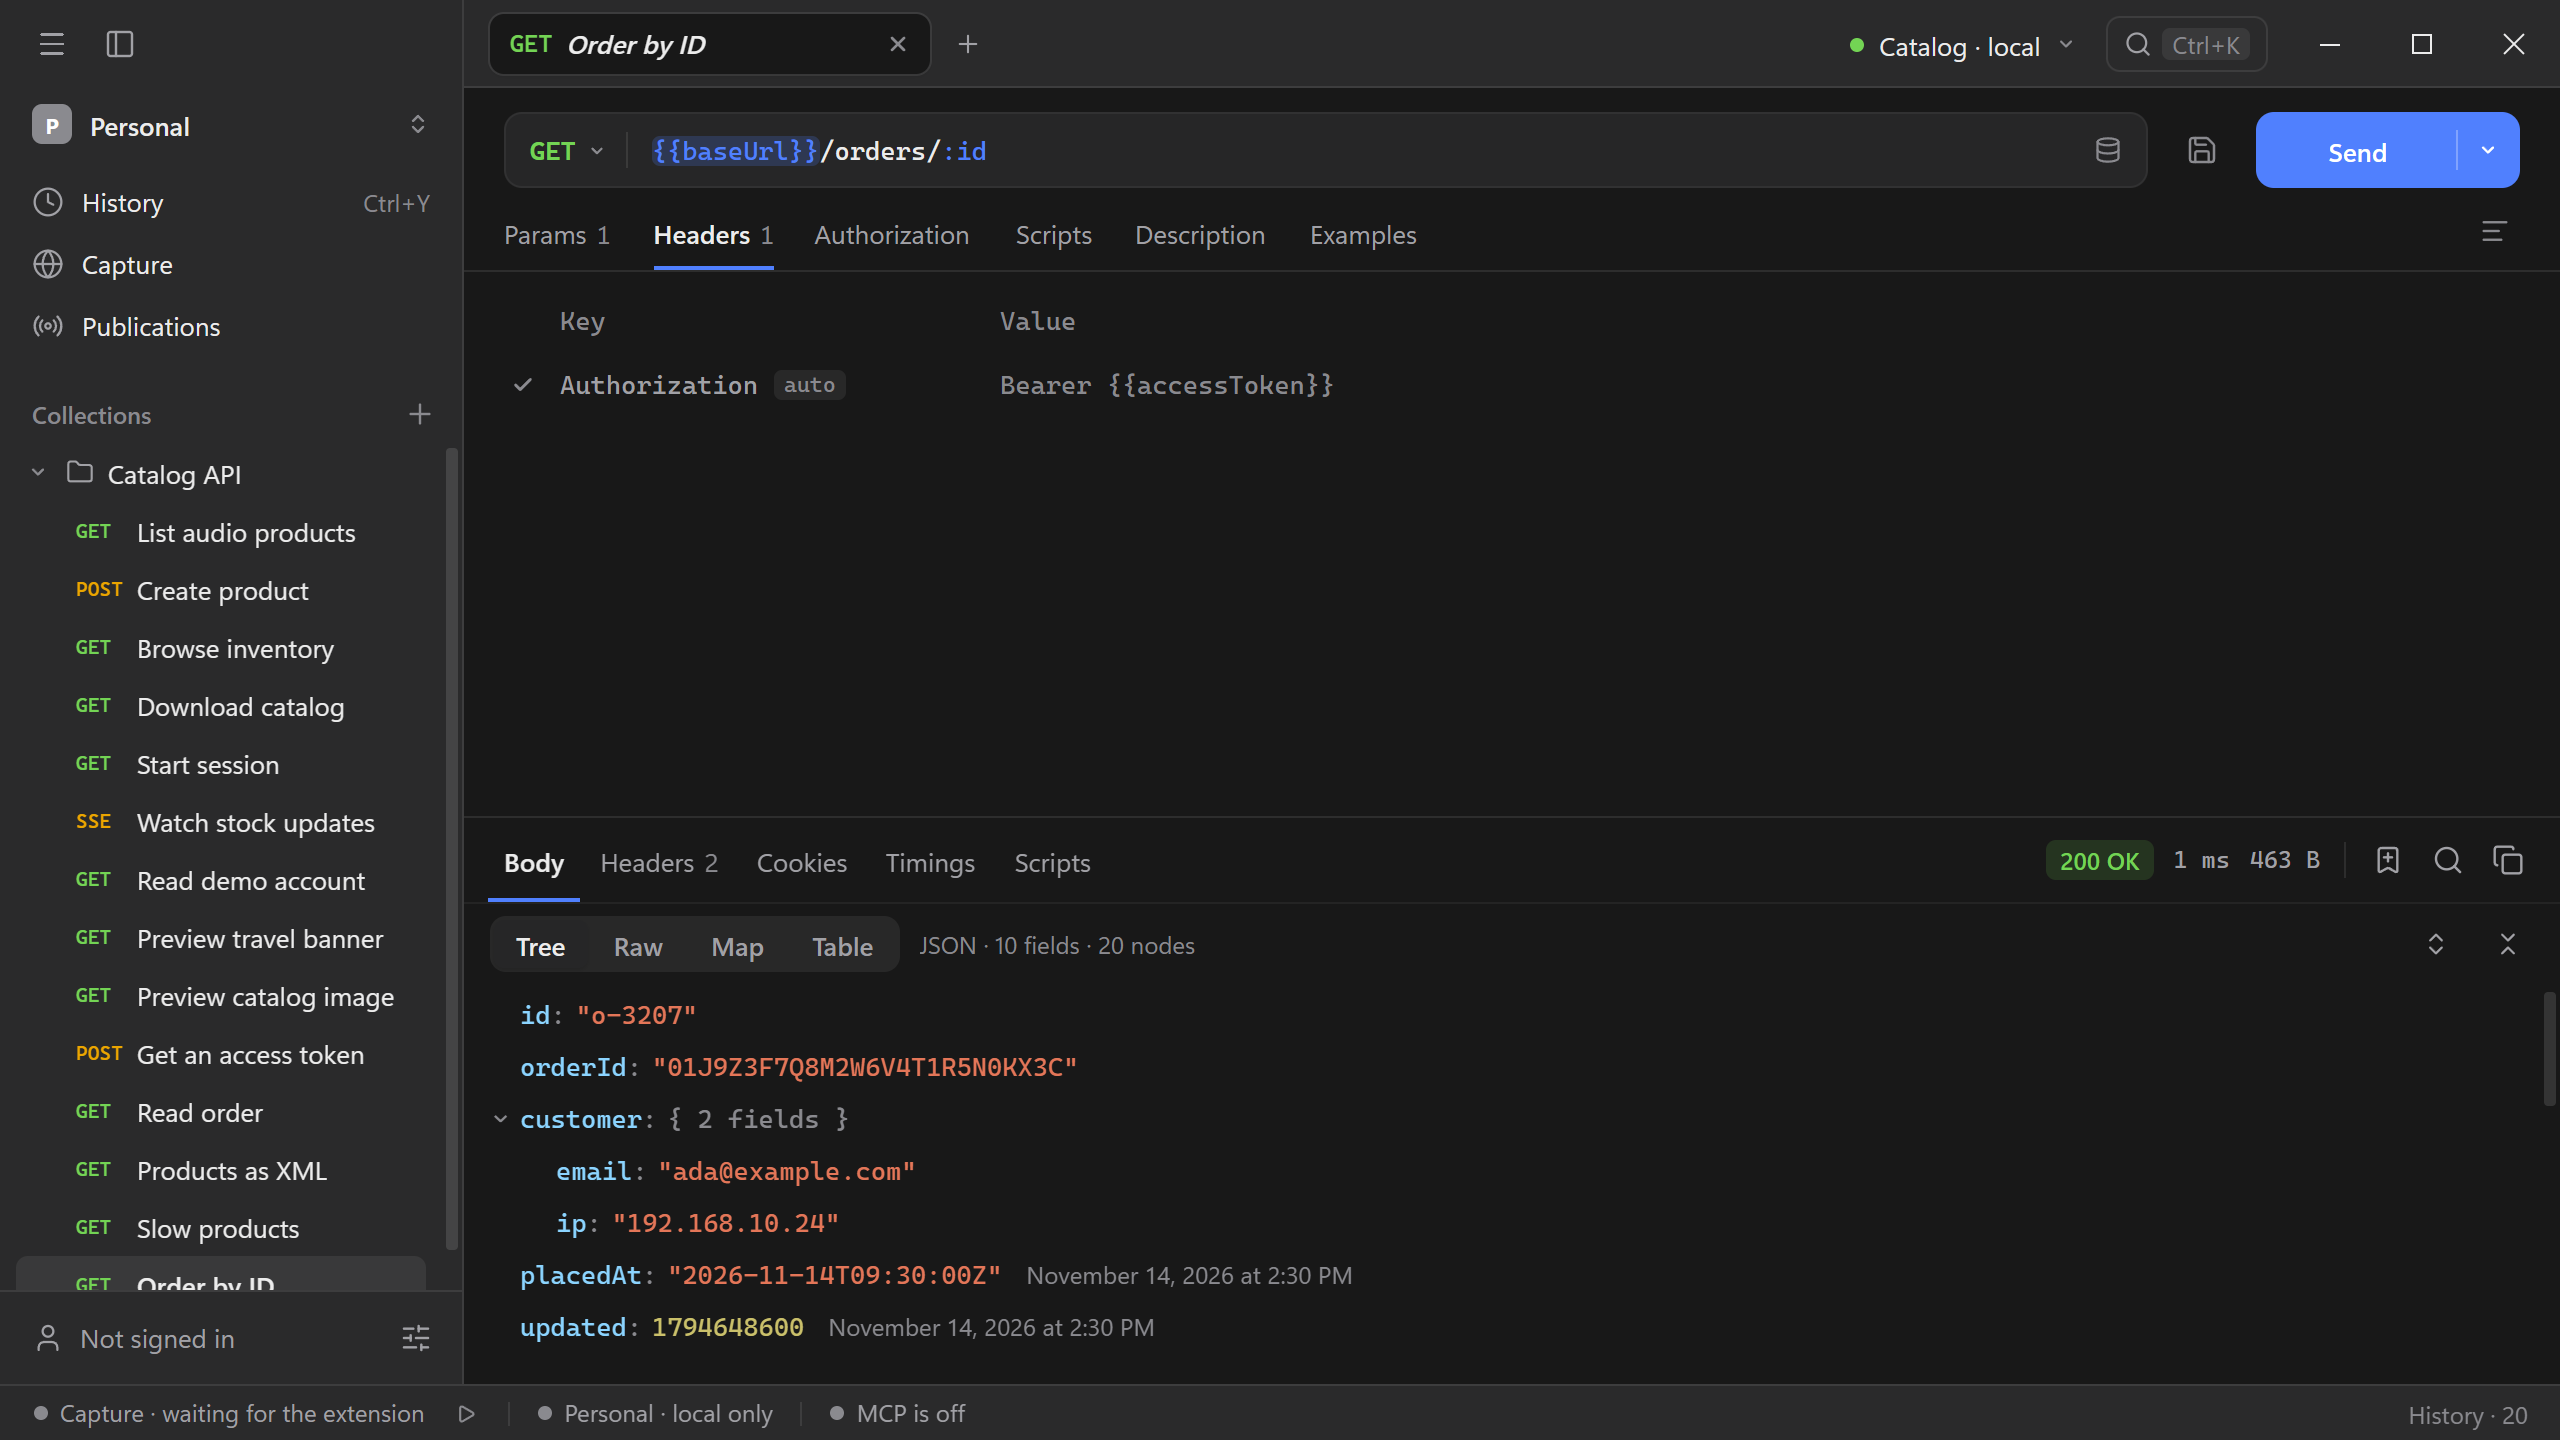 GET Order by ID
Catalog · local
Ctrl+K
P Personal
History Ctrl+Y
Capture
Publications
Collections
Catalog API
GET List audio products
POST Create product
GET Browse inventory
GET Download catalog
GET Start session
SSE Watch stock updates
GET Read demo account
GET Preview travel banner
GET Preview catalog image
POST Get an access token
GET Read order
GET Products as XML
GET Slow products
GET Order by ID
Not signed in
GET {{baseUrl}}/orders/:id
Send
Params 1 Headers 1 Authorization Scripts Description Examples
Key Value
Authorization auto Bearer {{accessToken}}
Body Headers 2 Cookies Timings Scripts
200 OK 1 ms 463 B
Tree Raw Map Table JSON · 10 fields · 20 nodes
id: "o-3207"
orderId: "01J9Z3F7Q8M2W6V4T1R5N0KX3C"
customer: { 2 fields }
email: "ada@example.com"
ip: "192.168.10.24"
placedAt: "2026-11-14T09:30:00Z" November 14, 2026 at 2:30 PM
updated: 1794648600 November 14, 2026 at 2:30 PM
Capture · waiting for the extension
Personal · local only
MCP is off
History · 20